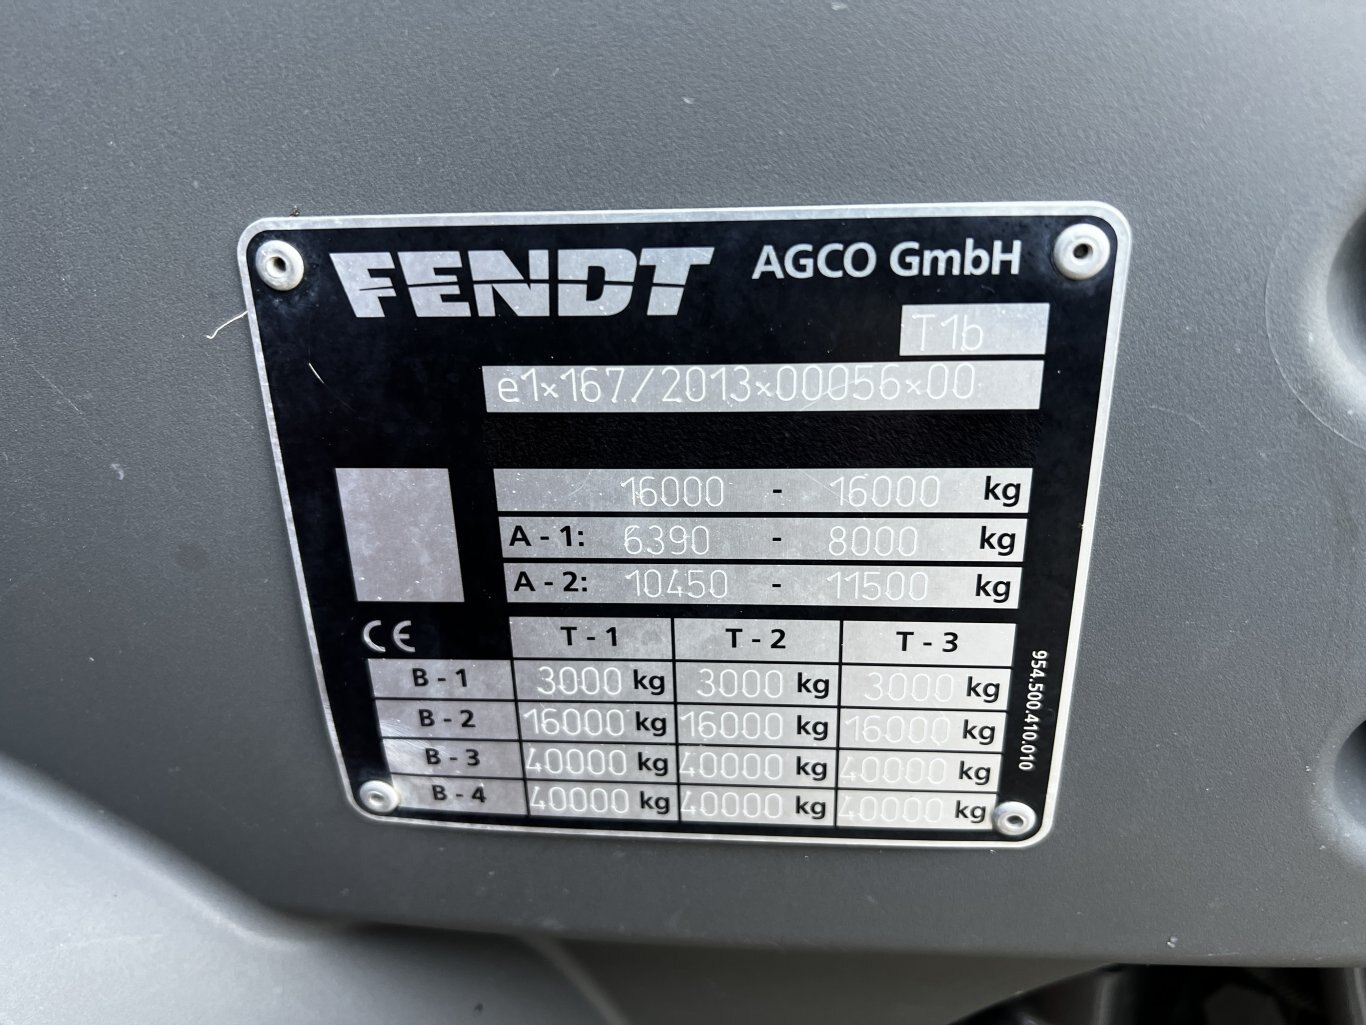 FENDT AGCO GmbH
T1b
e1*167/2013*00056*00
16000 - 16000 kg
A - 1: 6390 - 8000 kg
A - 2: 10450 - 11500 kg
CE T - 1 T - 2 T - 3
B - 1 3000 kg 3000 kg 3000 kg
B - 2 16000 kg 16000 kg 16000 kg
B - 3 40000 kg 40000 kg 40000 kg
B - 4 40000 kg 40000 kg 40000 kg
954.500.410.010